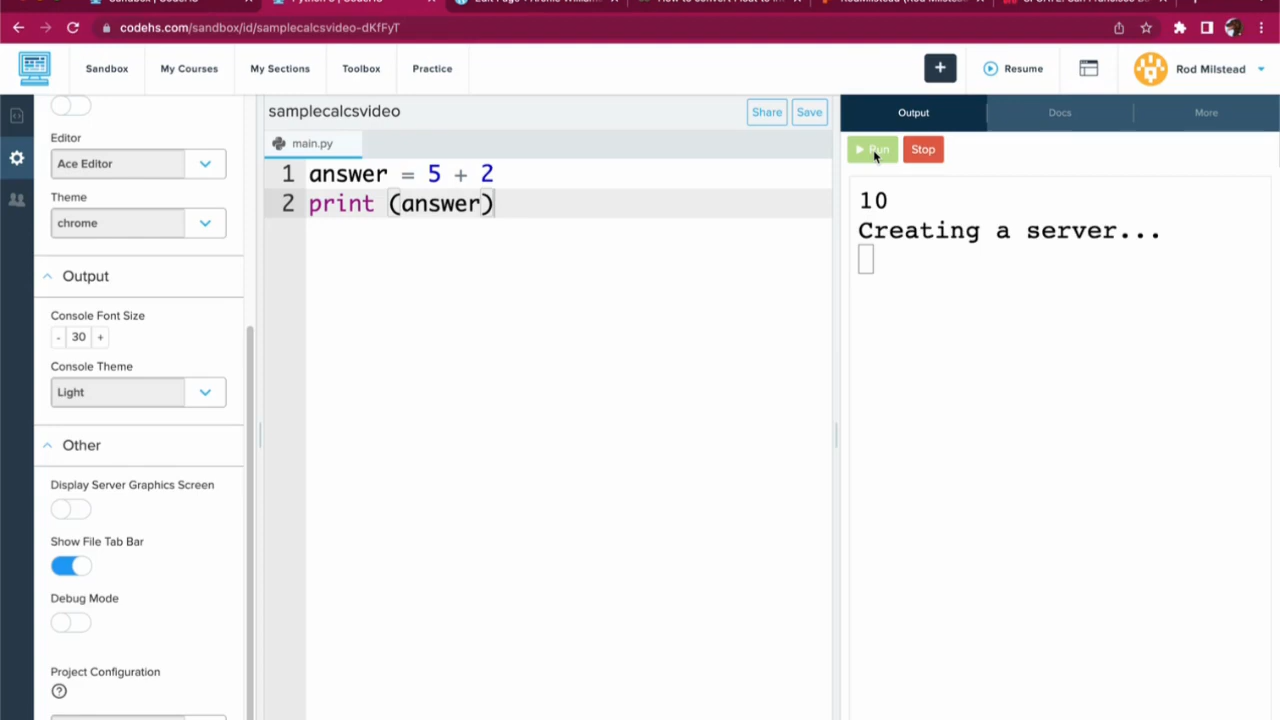 codehs.com/sandbox/id/samplecalcsvideo-dKfFyT
Sandbox
My Courses
My Sections
Toolbox
Practice
+
Resume
Rod Milstead
Editor
Ace Editor
Theme
chrome
Output
Console Font Size
- 30 +
Console Theme
Light
Other
Display Server Graphics Screen
Show File Tab Bar
Debug Mode
Project Configuration
?
samplecalcsvideo
Share
Save
main.py
1 answer = 5 + 2
2 print (answer)
Output
Docs
More
Run
Stop
10
Creating a server...